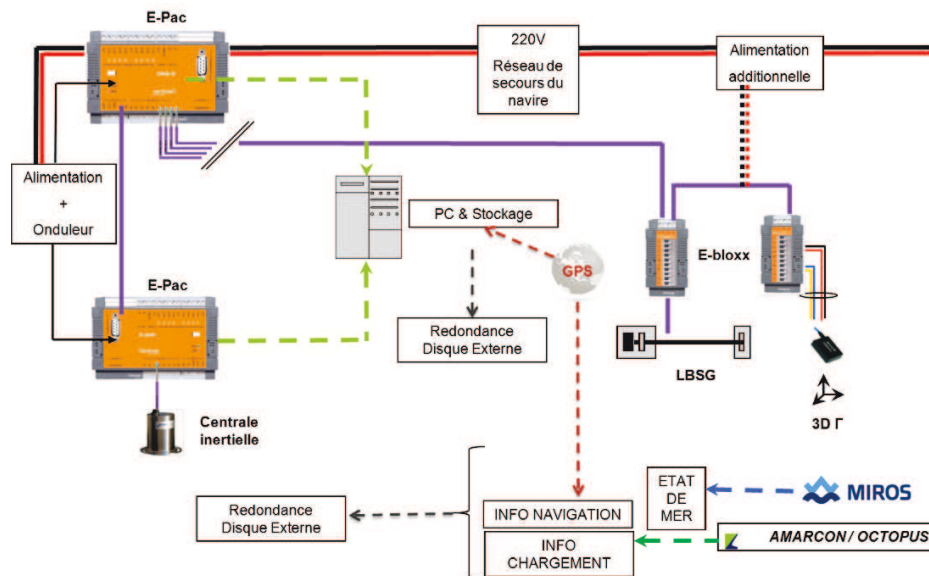 E-Pac
220V
Réseau de
secours du
navire
Alimentation
additionnelle
Alimentation
+
Onduleur
PC & Stockage
GPS
E-bloxx
E-Pac
Redondance
Disque Externe
LBSG
3D Γ
Centrale
inertielle
ETAT
DE
MER
MIROS
Redondance
Disque Externe
INFO NAVIGATION
INFO
CHARGEMENT
AMARCON / OCTOPUS